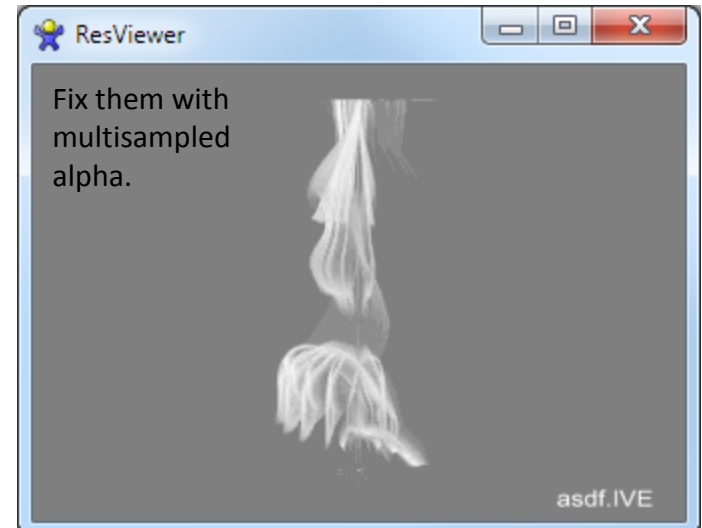 ResViewer
Fix them with
multisampled
alpha.
asdf.IVE